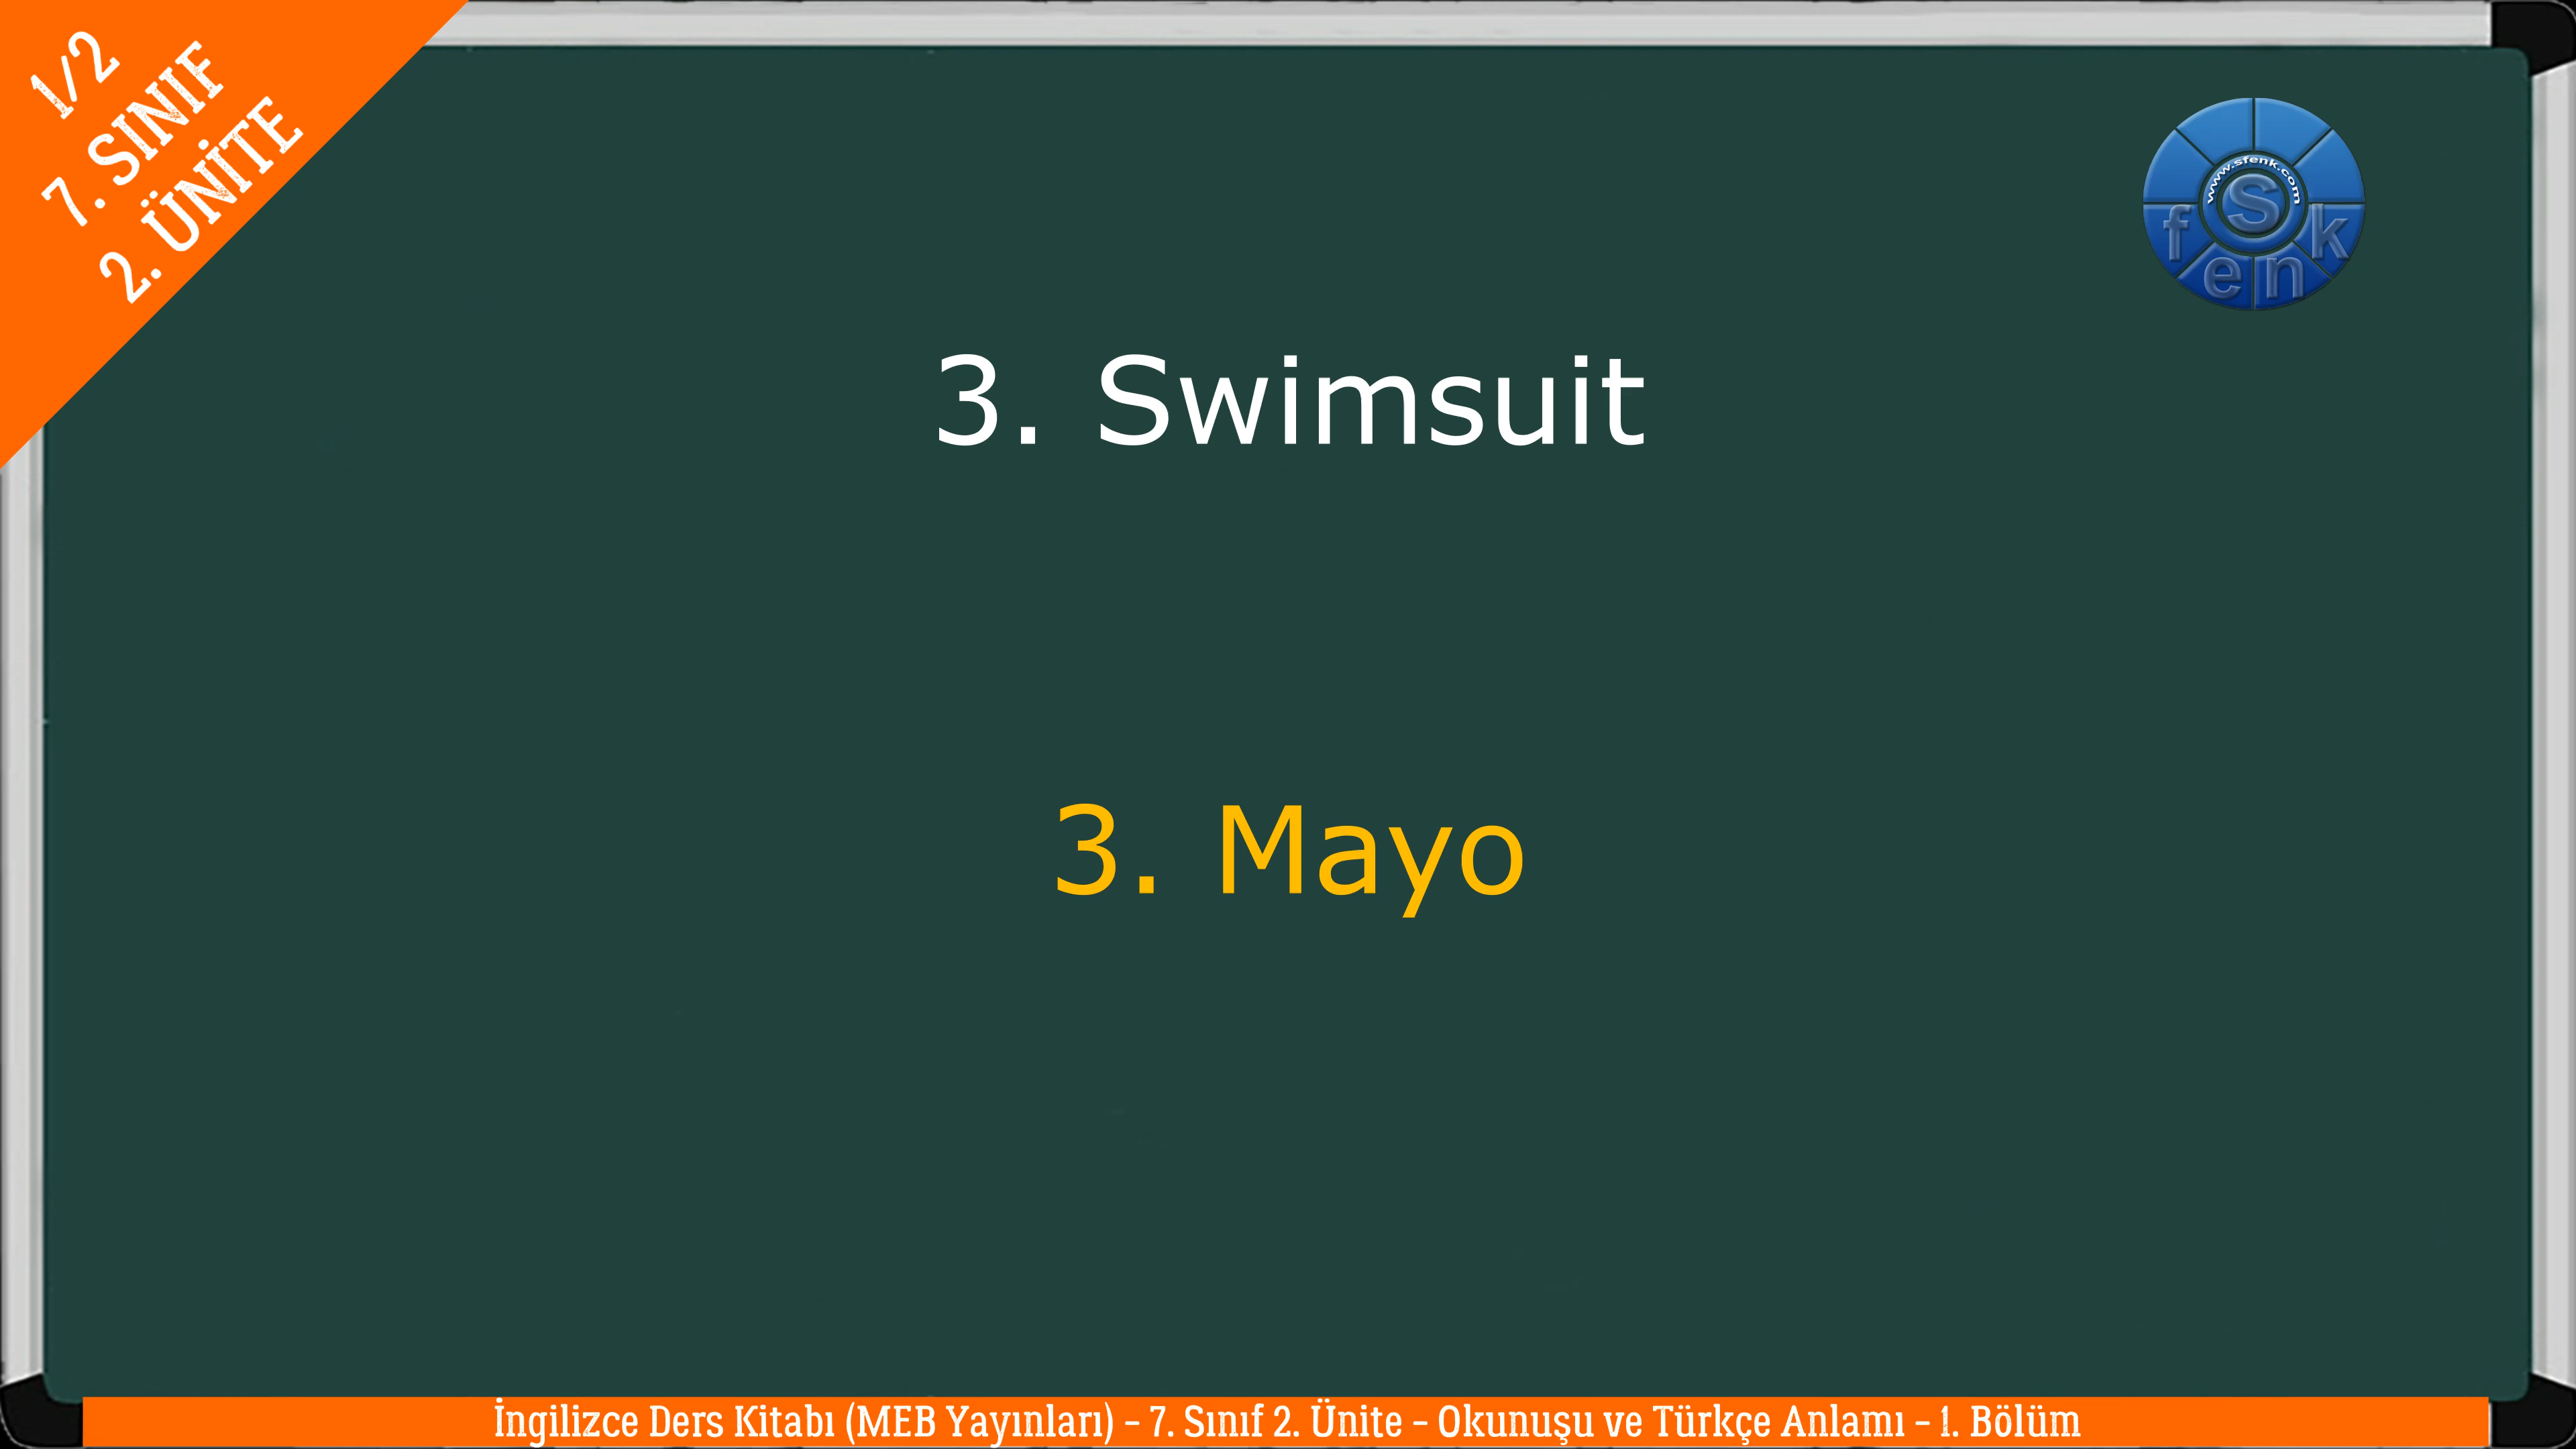 1/2
7. SINIF
2. ÜNİTE
www.sfenk.com
S
f e n k
3. Swimsuit
3. Mayo
İngilizce Ders Kitabı (MEB Yayınları) – 7. Sınıf 2. Ünite – Okunuşu ve Türkçe Anlamı – 1. Bölüm